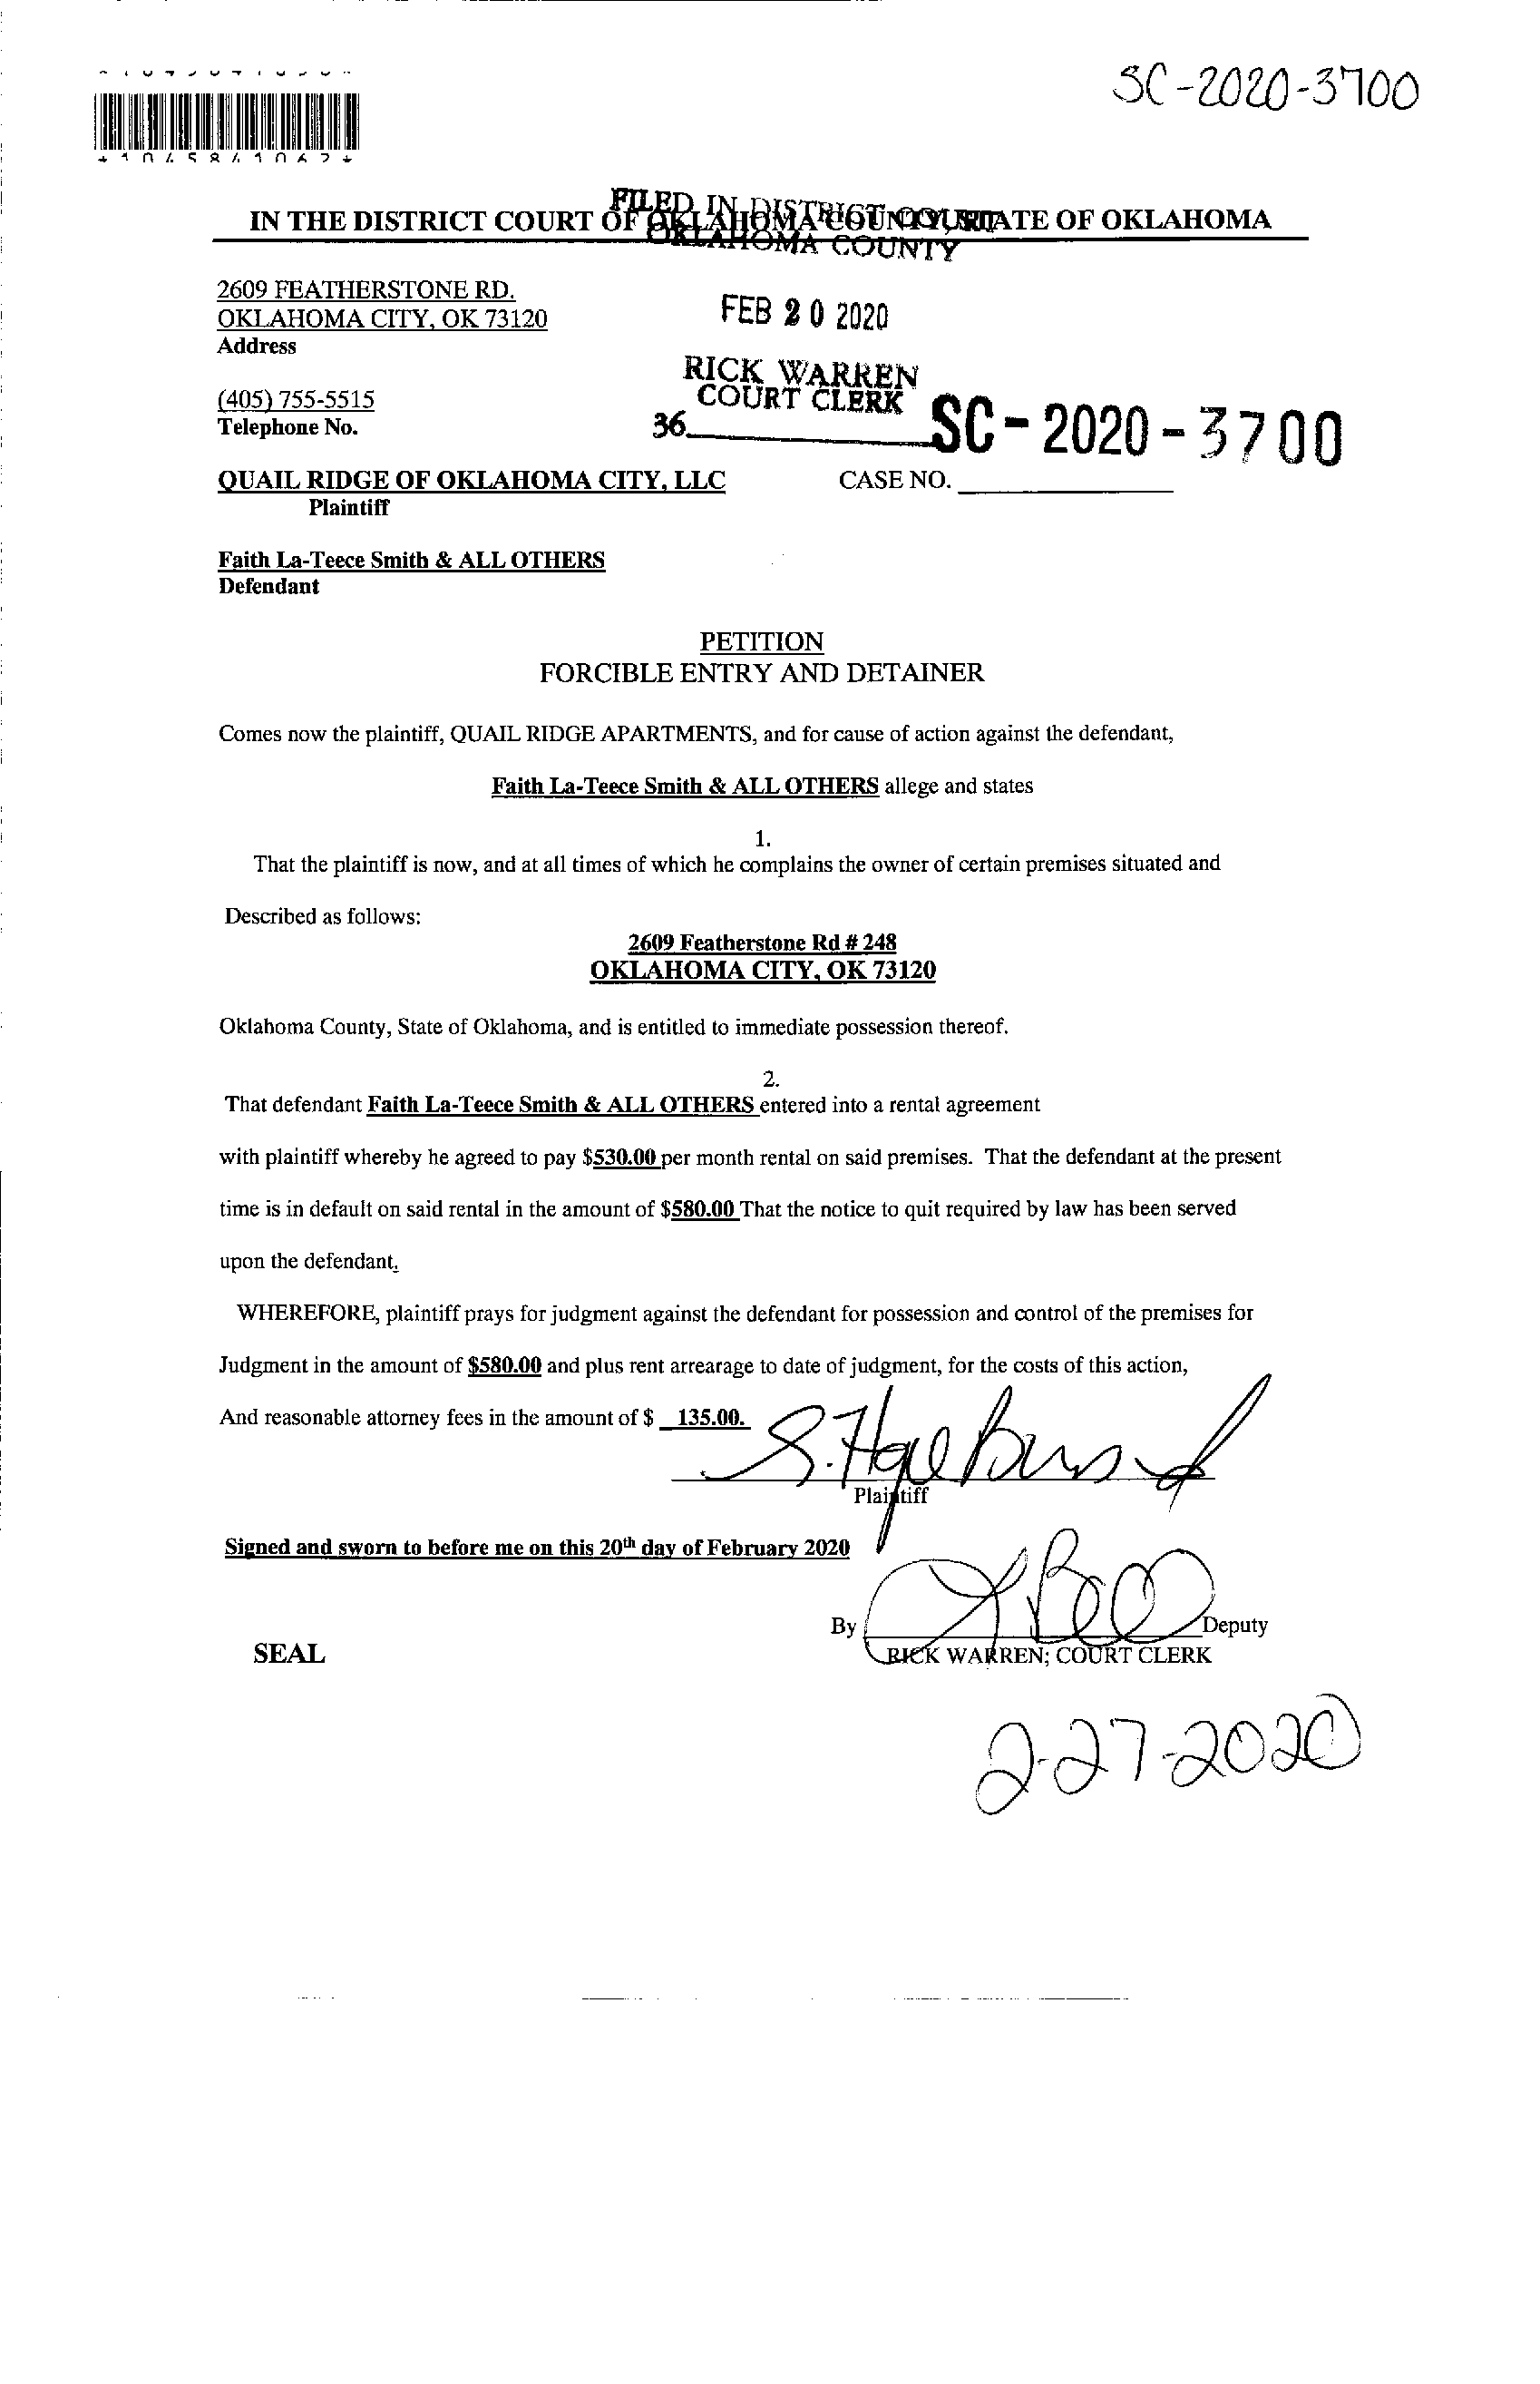 SC-2020-3700
IN THE DISTRICT COURT OF OKLAHOMA COUNTY, STATE OF OKLAHOMA
FILED IN DISTRICT COURT
OKLAHOMA COUNTY
2609 FEATHERSTONE RD.
OKLAHOMA CITY, OK 73120
Address
FEB 20 2020
(405) 755-5515
Telephone No.
RICK WARREN
COURT CLERK
36
SC-2020-3700
QUAIL RIDGE OF OKLAHOMA CITY, LLC
Plaintiff
CASE NO.
Faith La-Teece Smith & ALL OTHERS
Defendant
PETITION
FORCIBLE ENTRY AND DETAINER
Comes now the plaintiff, QUAIL RIDGE APARTMENTS, and for cause of action against the defendant,
Faith La-Teece Smith & ALL OTHERS allege and states
1.
That the plaintiff is now, and at all times of which he complains the owner of certain premises situated and
Described as follows:
2609 Featherstone Rd # 248
OKLAHOMA CITY, OK 73120
Oklahoma County, State of Oklahoma, and is entitled to immediate possession thereof.
2.
That defendant Faith La-Teece Smith & ALL OTHERS entered into a rental agreement
with plaintiff whereby he agreed to pay $530.00 per month rental on said premises. That the defendant at the present
time is in default on said rental in the amount of $580.00 That the notice to quit required by law has been served
upon the defendant.
WHEREFORE, plaintiff prays for judgment against the defendant for possession and control of the premises for
Judgment in the amount of $580.00 and plus rent arrearage to date of judgment, for the costs of this action,
And reasonable attorney fees in the amount of $ 135.00.
Plaintiff
Signed and sworn to before me on this 20th day of February 2020
By
Deputy
SEAL
RICK WARREN; COURT CLERK
2-27-2020